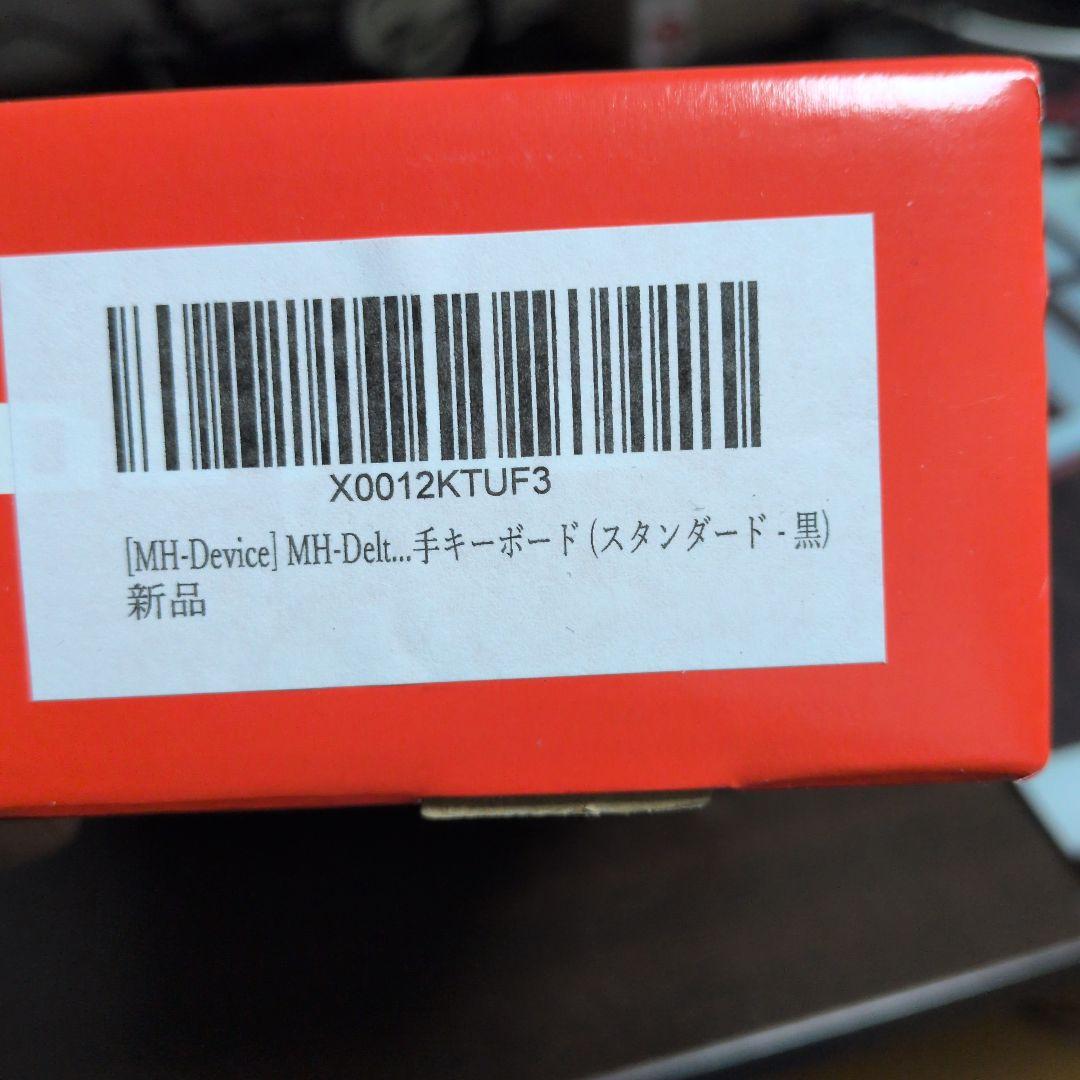 X0012KTUF3
[MH-Device] MH-Delt...手キーボード (スタンダード - 黒)
新品